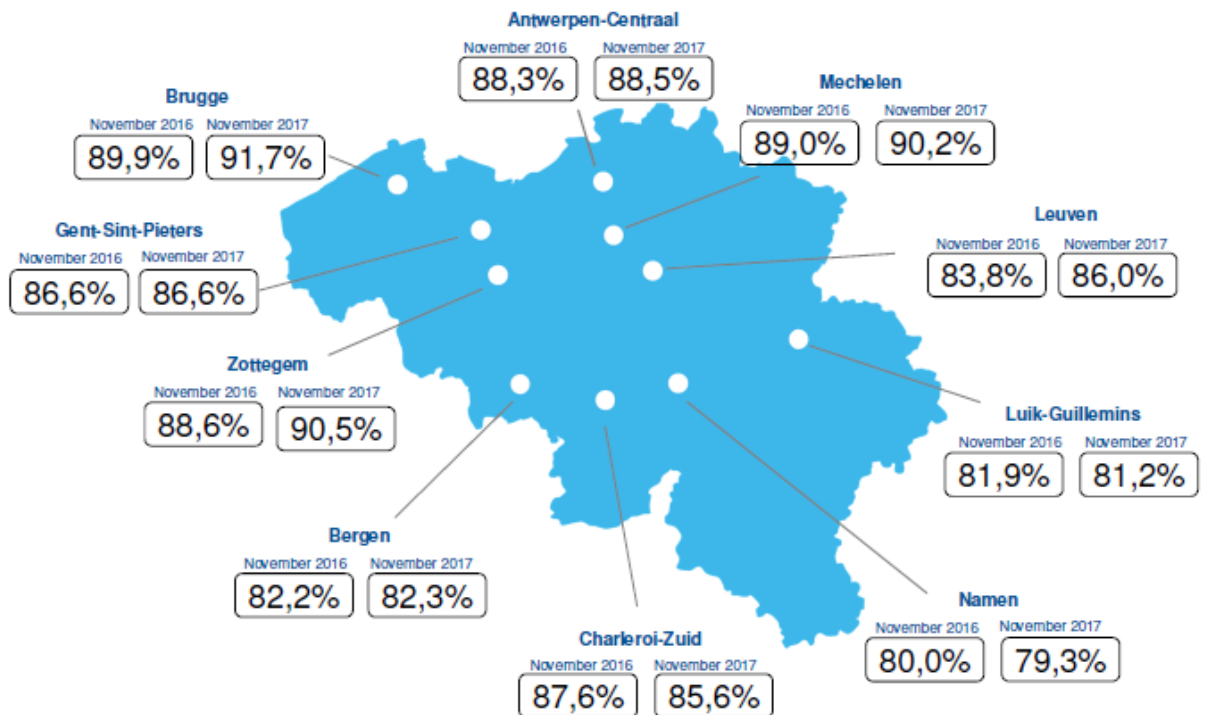 Antwerpen-Centraal
November 2016 November 2017
88,3% 88,5%
Mechelen
November 2016 November 2017
89,0% 90,2%
Brugge
November 2016 November 2017
89,9% 91,7%
Leuven
November 2016 November 2017
83,8% 86,0%
Gent-Sint-Pieters
November 2016 November 2017
86,6% 86,6%
Zottegem
November 2016 November 2017
88,6% 90,5%
Luik-Guillemins
November 2016 November 2017
81,9% 81,2%
Bergen
November 2016 November 2017
82,2% 82,3%
Namen
November 2016 November 2017
80,0% 79,3%
Charleroi-Zuid
November 2016 November 2017
87,6% 85,6%